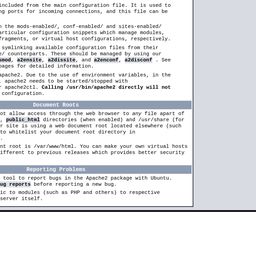 included from the main configuration file. It is used to
ng ports for incoming connections, and this file can be
n the mods-enabled/, conf-enabled/ and sites-enabled/
articular configuration snippets which manage modules,
fragments, or virtual host configurations, respectively.
symlinking available configuration files from their
s/ counterparts. These should be managed by using our
smod, a2ensite, a2dissite, and a2enconf, a2disconf . See
pages for detailed information.
apache2. Due to the use of environment variables, in the
apache2 needs to be started/stopped with
r apache2ctl. Calling /usr/bin/apache2 directly will not
configuration.
Document Roots
ot allow access through the web browser to any file apart of
, public_html directories (when enabled) and /usr/share (for
r site is using a web document root located elsewhere (such
to whitelist your document root directory in
nt root is /var/www/html. You can make your own virtual hosts
ifferent to previous releases which provides better security
Reporting Problems
tool to report bugs in the Apache2 package with Ubuntu.
ug reports before reporting a new bug.
ic to modules (such as PHP and others) to respective
server itself.